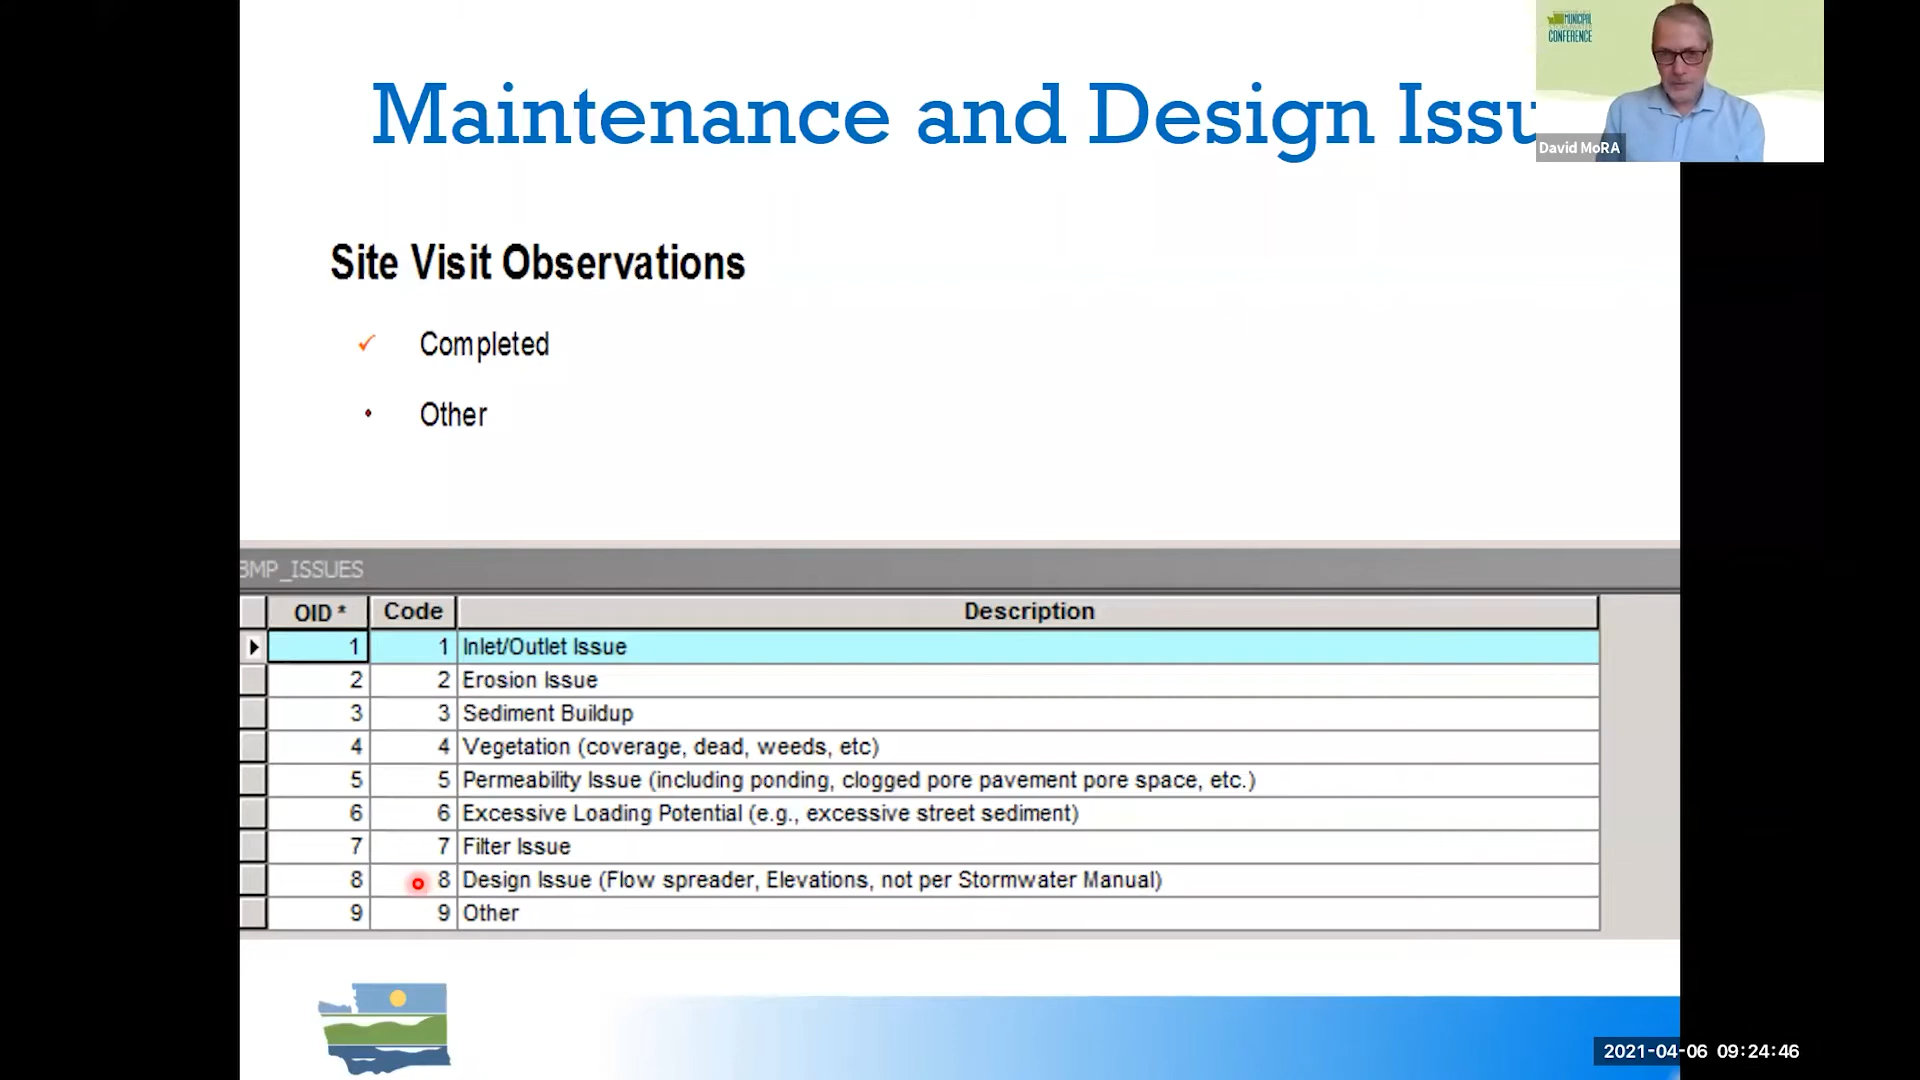 Maintenance and Design Issu
MUNICIPAL
CONFERENCE
David MoRA
Site Visit Observations
✓ Completed
• Other
BMP_ISSUES
OID * Code Description
1 1 Inlet/Outlet Issue
2 2 Erosion Issue
3 3 Sediment Buildup
4 4 Vegetation (coverage, dead, weeds, etc)
5 5 Permeability Issue (including ponding, clogged pore pavement pore space, etc.)
6 6 Excessive Loading Potential (e.g., excessive street sediment)
7 7 Filter Issue
8 8 Design Issue (Flow spreader, Elevations, not per Stormwater Manual)
9 9 Other
2021-04-06 09:24:46